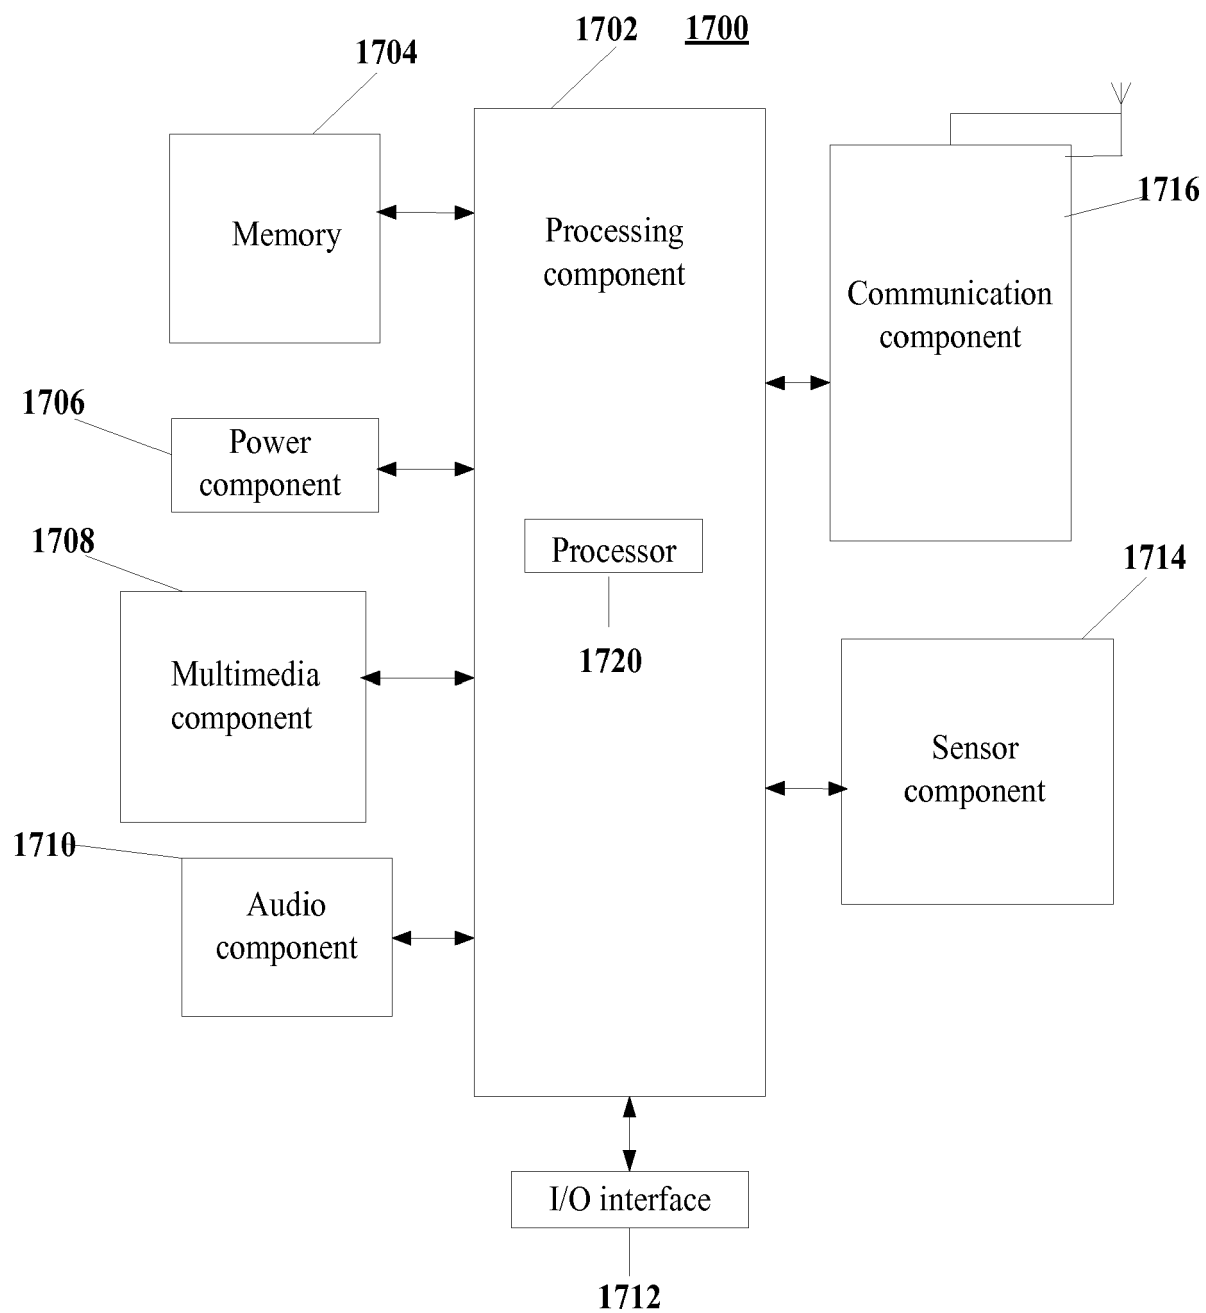 1702
1700
1704
1716
Memory
Processing
component
Communication
component
1706
Power
component
1708
Processor
1714
1720
Multimedia
component
Sensor
component
1710
Audio
component
I/O interface
1712